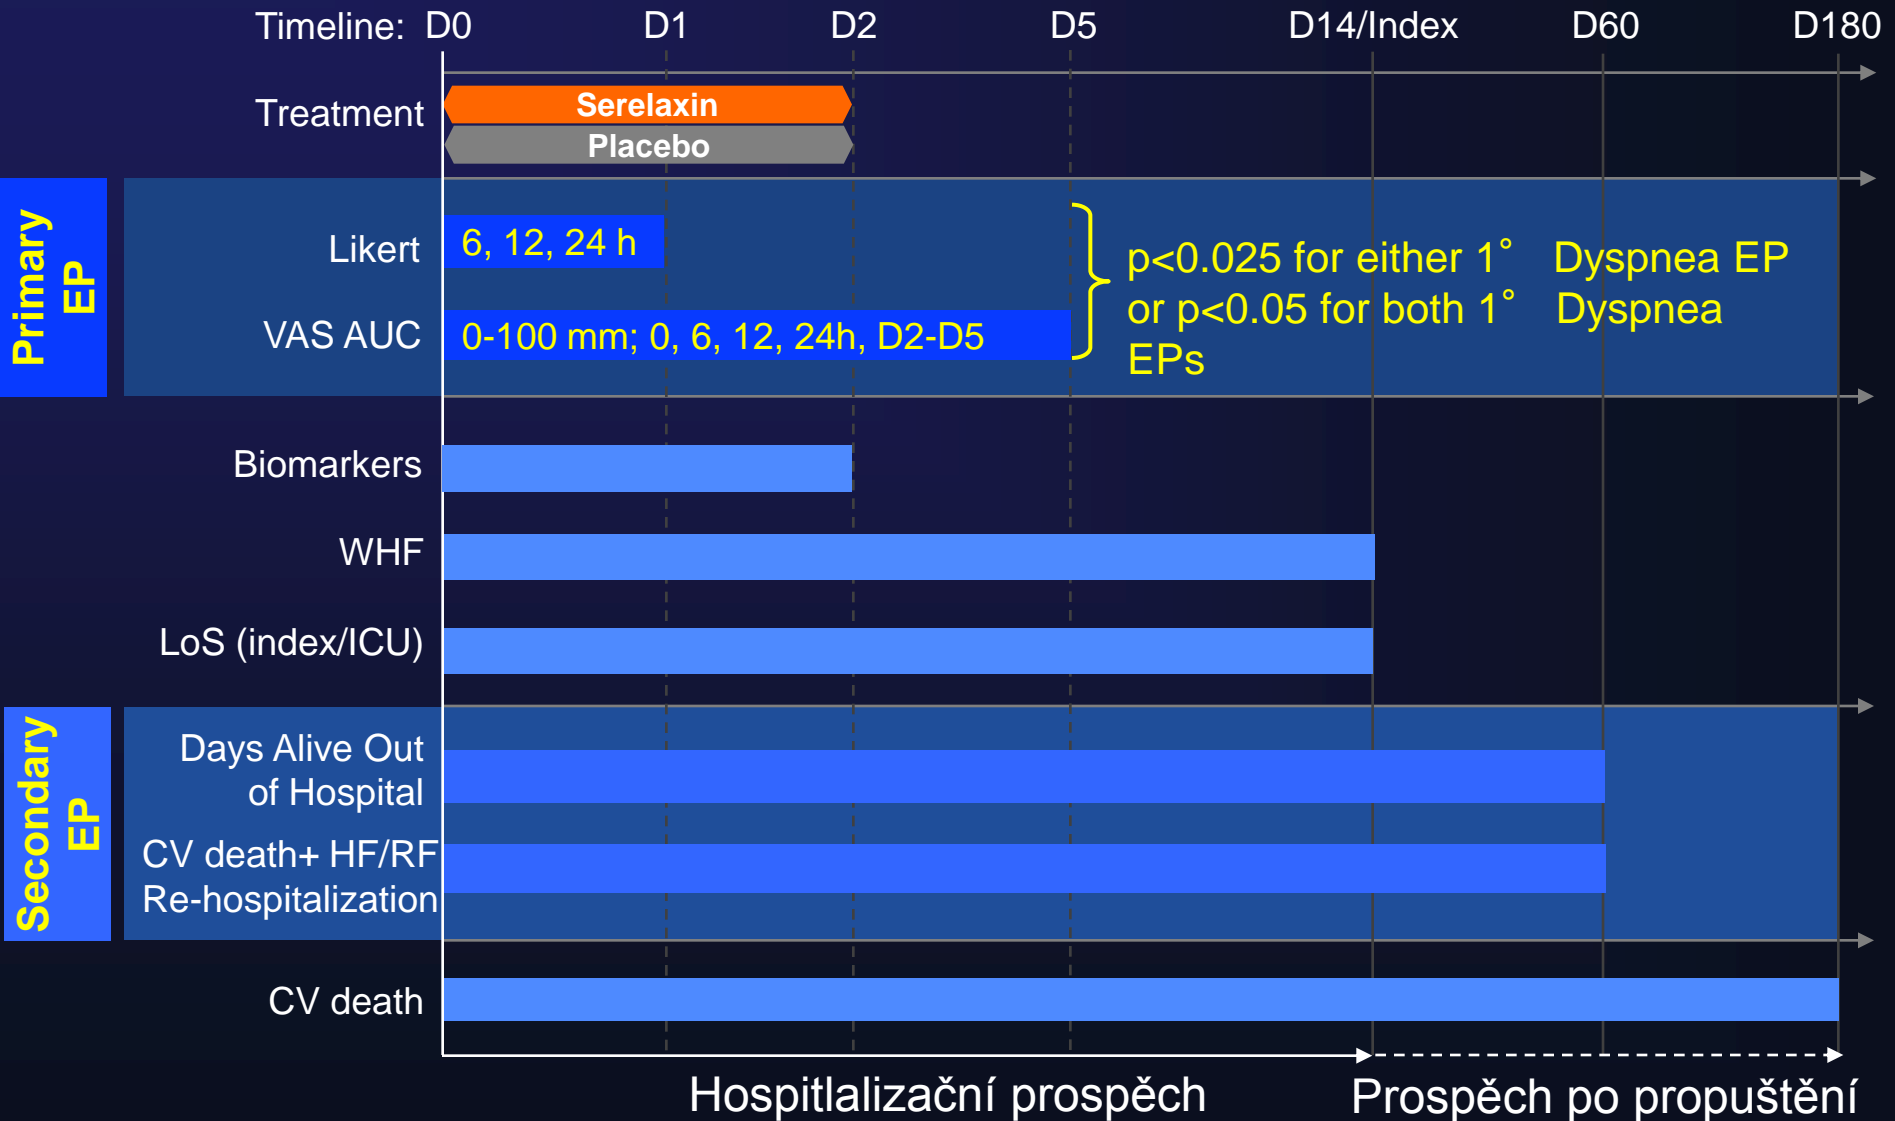 Timeline: D0 D1 D2 D5 D14/Index D60 D180
Treatment
Serelaxin
Placebo
Primary
EP
Likert
6, 12, 24 h
VAS AUC
0-100 mm; 0, 6, 12, 24h, D2-D5
p<0.025 for either 1° Dyspnea EP
or p<0.05 for both 1° Dyspnea
EPs
Biomarkers
WHF
LoS (index/ICU)
Secondary
EP
Days Alive Out
of Hospital
CV death+ HF/RF
Re-hospitalization
CV death
Hospitlalizační prospěch
Prospěch po propuštění